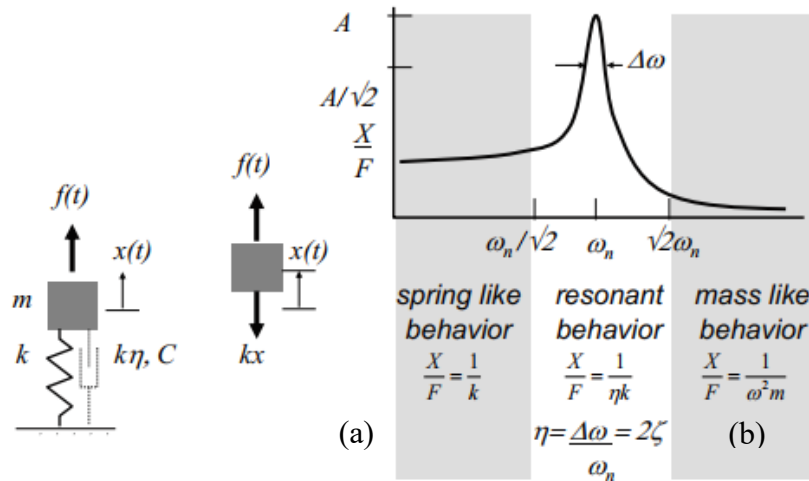 f(t)
x(t)
m
k
kη, C
f(t)
x(t)
kx
(a)
A
A/√2
X/F
Δω
ωₙ/√2
ωₙ
√2ωₙ
spring like
behavior
X/F = 1/k
resonant
behavior
X/F = 1/ηk
η = Δω/ωₙ = 2ζ
mass like
behavior
X/F = 1/ω²m
(b)